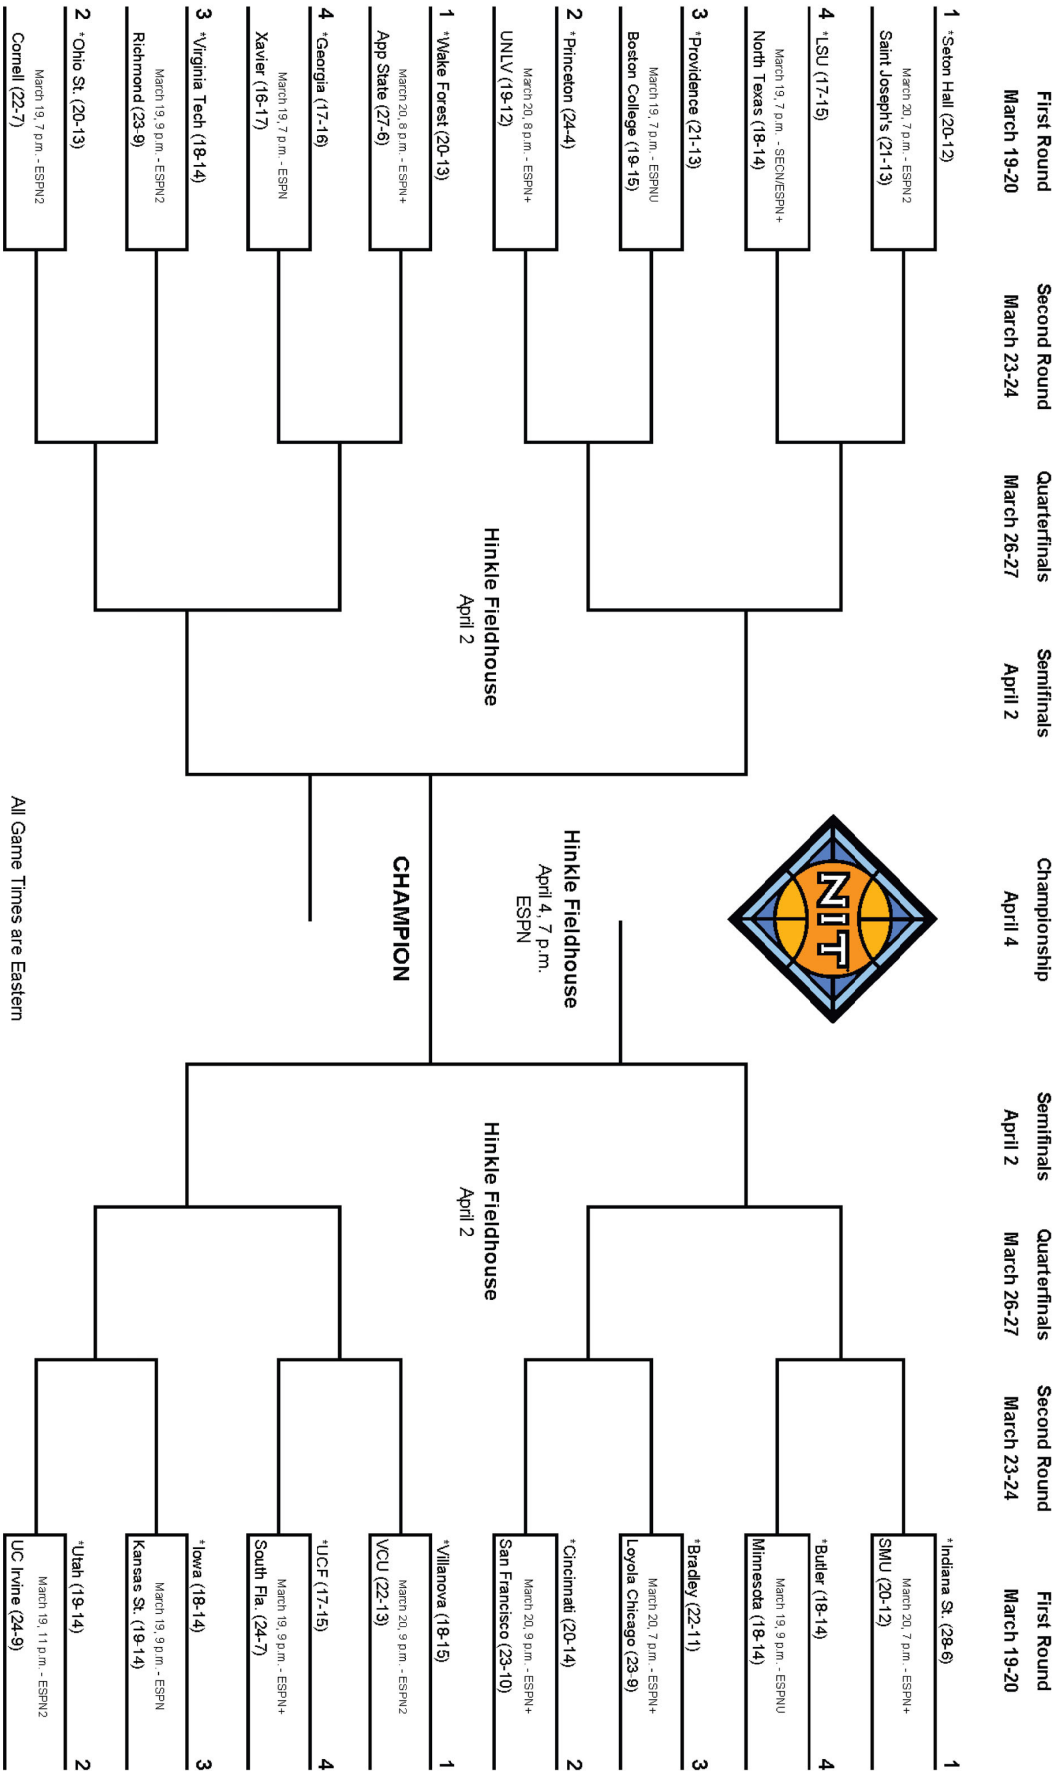 First Round
March 19-20
Second Round
March 23-24
Quarterfinals
March 26-27
Semifinals
April 2
Championship
April 4
Semifinals
April 2
Quarterfinals
March 26-27
Second Round
March 23-24
First Round
March 19-20
1 *Seton Hall (20-12)
March 20, 7 p.m. - ESPN2
Saint Joseph's (21-13)
4 *LSU (17-15)
March 19, 7 p.m. - SECN/ESPN+
North Texas (18-14)
3 *Providence (21-13)
March 19, 7 p.m. - ESPNU
Boston College (19-15)
2 *Princeton (24-4)
March 20, 8 p.m. - ESPN+
UNLV (19-12)
1 *Wake Forest (20-13)
March 20, 8 p.m. - ESPN+
App State (27-6)
4 *Georgia (17-16)
March 19, 7 p.m. - ESPN
Xavier (16-17)
3 *Virginia Tech (18-14)
March 19, 9 p.m. - ESPN2
Richmond (23-9)
2 *Ohio St. (20-13)
March 19, 7 p.m. - ESPN2
Cornell (22-7)
Hinkle Fieldhouse
April 2
NIT
Hinkle Fieldhouse
April 4, 7 p.m.
ESPN
CHAMPION
All Game Times are Eastern
Hinkle Fieldhouse
April 2
*Indiana St. (28-6) 1
March 20, 7 p.m. - ESPN+
SMU (20-12)
*Butler (18-14) 4
March 19, 9 p.m. - ESPNU
Minnesota (18-14)
*Bradley (22-11)
March 20, 7 p.m. - ESPN+
Loyola Chicago (23-9)
*Cincinnati (20-14) 2
March 20, 9 p.m. - ESPN+
San Francisco (23-10)
*Villanova (18-15) 1
March 20, 9 p.m. - ESPN2
VCU (22-13)
*UCF (17-15) 4
March 19, 9 p.m. - ESPN+
South Fla. (24-7)
*Iowa (18-14) 3
March 19, 9 p.m. - ESPN
Kansas St. (19-14)
*Utah (19-14) 2
March 19, 11 p.m. - ESPN2
UC Irvine (24-9)